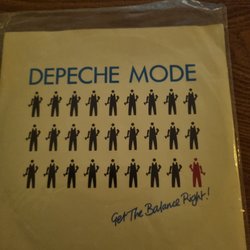 DEPECHE MODE
Get The Balance Right!